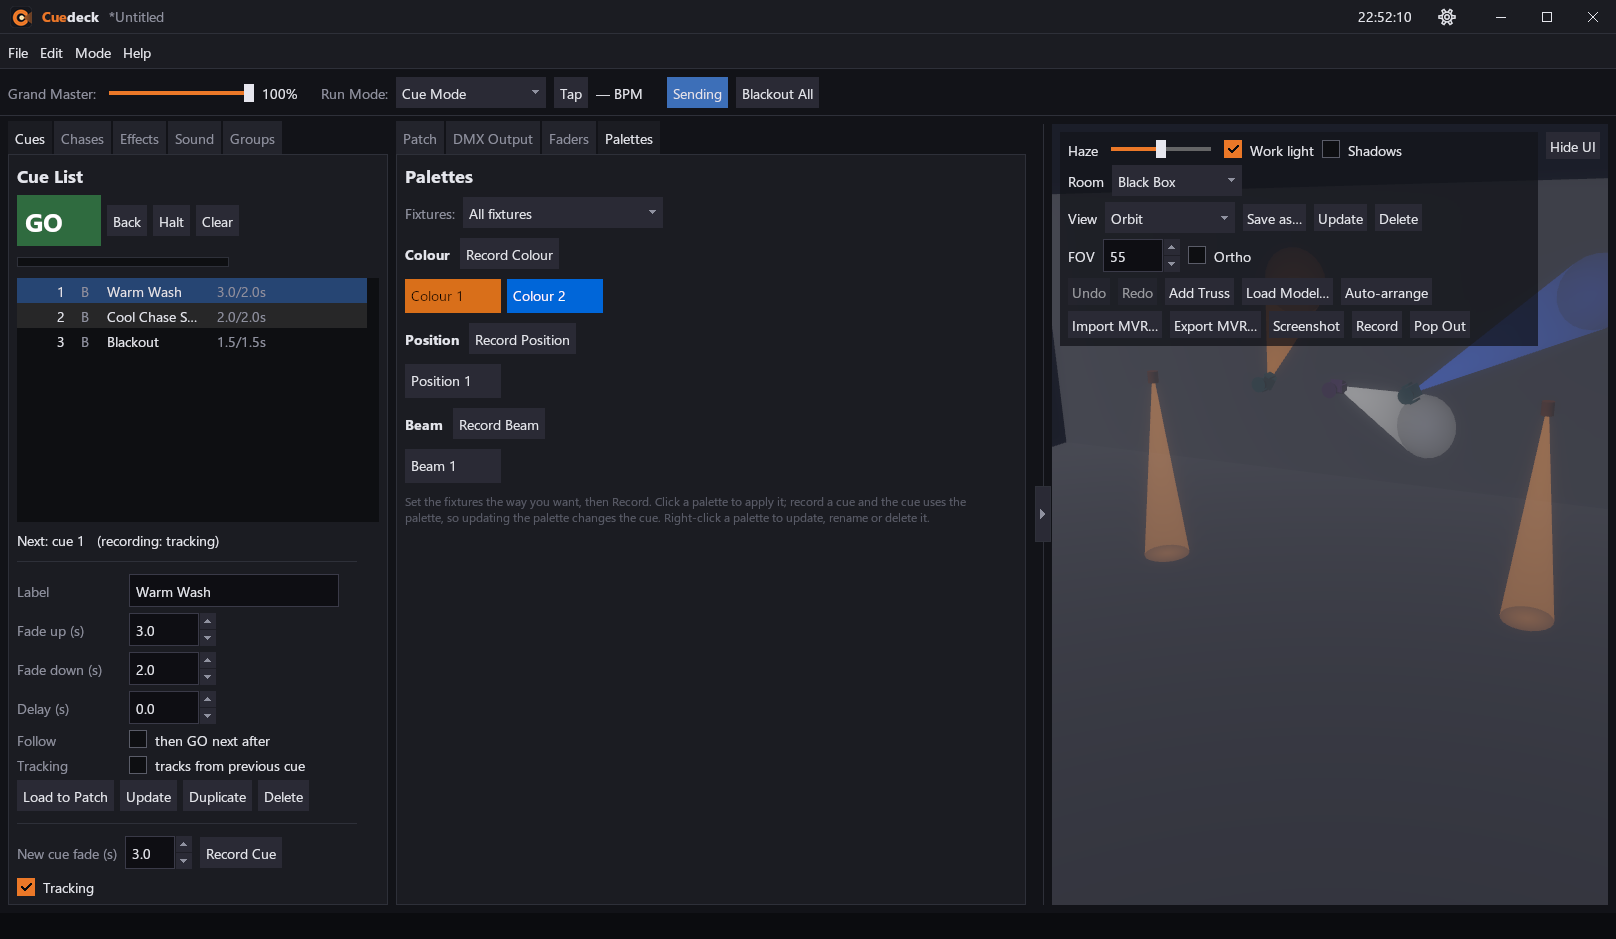 Cuedeck *Untitled 22:52:10
File Edit Mode Help
Grand Master: 100% Run Mode: Cue Mode Tap — BPM Sending Blackout All
Cues Chases Effects Sound Groups
Cue List
GO Back Halt Clear
1 B Warm Wash 3.0/2.0s
2 B Cool Chase S... 2.0/2.0s
3 B Blackout 1.5/1.5s
Next: cue 1 (recording: tracking)
Label Warm Wash
Fade up (s) 3.0
Fade down (s) 2.0
Delay (s) 0.0
Follow then GO next after
Tracking tracks from previous cue
Load to Patch Update Duplicate Delete
New cue fade (s) 3.0 Record Cue
Tracking
Patch DMX Output Faders Palettes
Palettes
Fixtures: All fixtures
Colour Record Colour
Colour 1 Colour 2
Position Record Position
Position 1
Beam Record Beam
Beam 1
Set the fixtures the way you want, then Record. Click a palette to apply it; record a cue and the cue uses the
palette, so updating the palette changes the cue. Right-click a palette to update, rename or delete it.
Haze Work light Shadows Hide UI
Room Black Box
View Orbit Save as... Update Delete
FOV 55 Ortho
Undo Redo Add Truss Load Model... Auto-arrange
Import MVR... Export MVR... Screenshot Record Pop Out